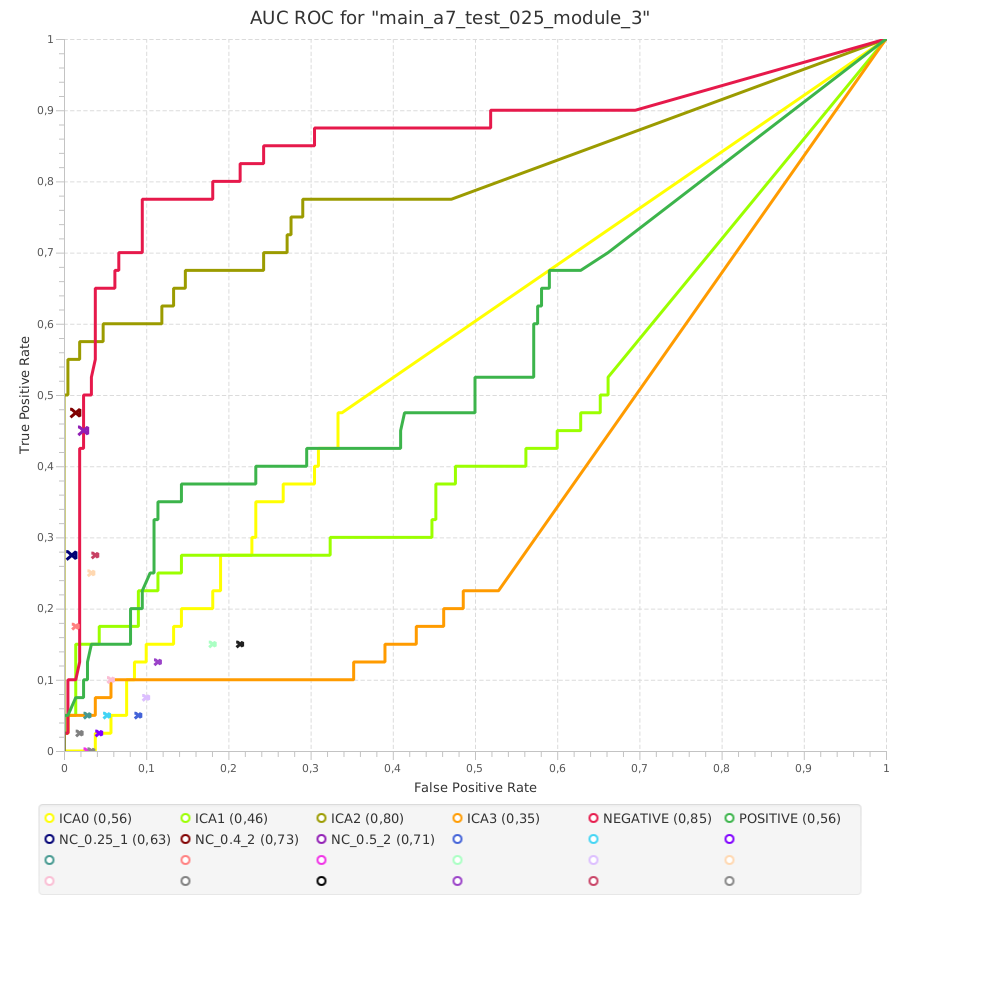 AUC ROC for "main_a7_test_025_module_3"
1
0,9
0,8
0,7
0,6
0,5
0,4
0,3
0,2
0,1
0
True Positive Rate
0 0,1 0,2 0,3 0,4 0,5 0,6 0,7 0,8 0,9 1
False Positive Rate
ICA0 (0,56) ICA1 (0,46) ICA2 (0,80) ICA3 (0,35) NEGATIVE (0,85) POSITIVE (0,56)
NC_0.25_1 (0,63) NC_0.4_2 (0,73) NC_0.5_2 (0,71)